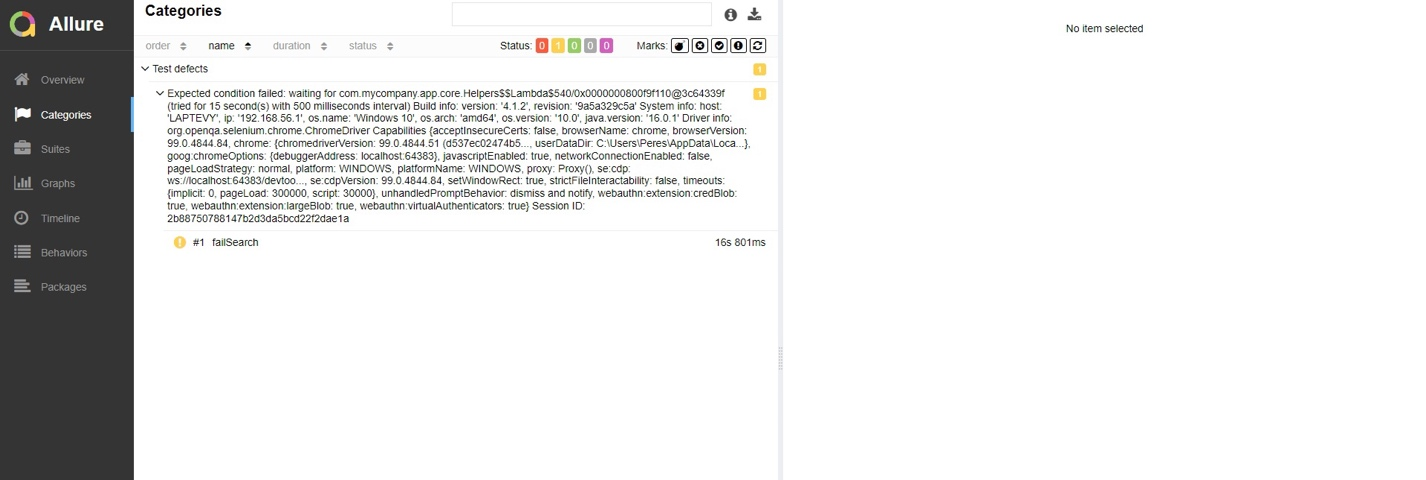 Allure
Overview
Categories
Suites
Graphs
Timeline
Behaviors
Packages
Categories
order name duration status Status: 0 1 0 0 0 Marks:
Test defects 1
Expected condition failed: waiting for com.mycompany.app.core.Helpers$$Lambda$540/0x0000000800f9f110@3c64339f 1
(tried for 15 second(s) with 500 milliseconds interval) Build info: version: '4.1.2', revision: '9a5a329c5a' System info: host:
'LAPTEVY', ip: '192.168.56.1', os.name: 'Windows 10', os.arch: 'amd64', os.version: '10.0', java.version: '16.0.1' Driver info:
org.openqa.selenium.chrome.ChromeDriver Capabilities {acceptInsecureCerts: false, browserName: chrome, browserVersion:
99.0.4844.84, chrome: {chromedriverVersion: 99.0.4844.51 (d537ec02474b5..., userDataDir: C:\Users\Peres\AppData\Loca...},
goog:chromeOptions: {debuggerAddress: localhost:64383}, javascriptEnabled: true, networkConnectionEnabled: false,
pageLoadStrategy: normal, platform: WINDOWS, platformName: WINDOWS, proxy: Proxy(), se:cdp:
ws://localhost:64383/devtoo..., se:cdpVersion: 99.0.4844.84, setWindowRect: true, strictFileInteractability: false, timeouts:
{implicit: 0, pageLoad: 300000, script: 30000}, unhandledPromptBehavior: dismiss and notify, webauthn:extension:credBlob:
true, webauthn:extension:largeBlob: true, webauthn:virtualAuthenticators: true} Session ID:
2b88750788147b2d3da5bcd22f2dae1a
#1 failSearch 16s 801ms
No item selected